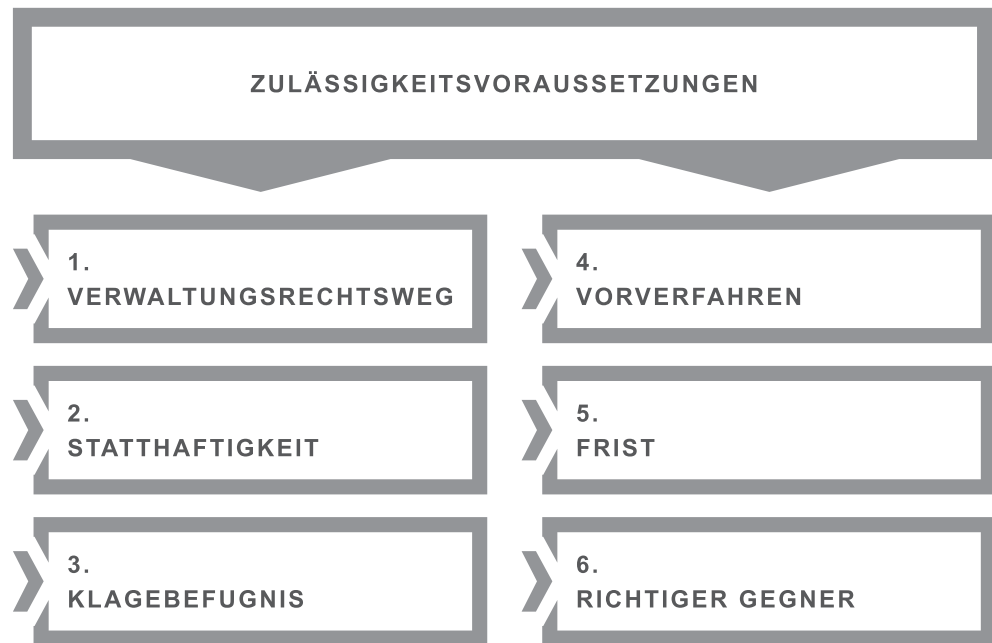 ZULÄSSIGKEITSVORAUSSETZUNGEN
1.
VERWALTUNGSRECHTSWEG
2.
STATTHAFTIGKEIT
3.
KLAGEBEFUGNIS
4.
VORVERFAHREN
5.
FRIST
6.
RICHTIGER GEGNER